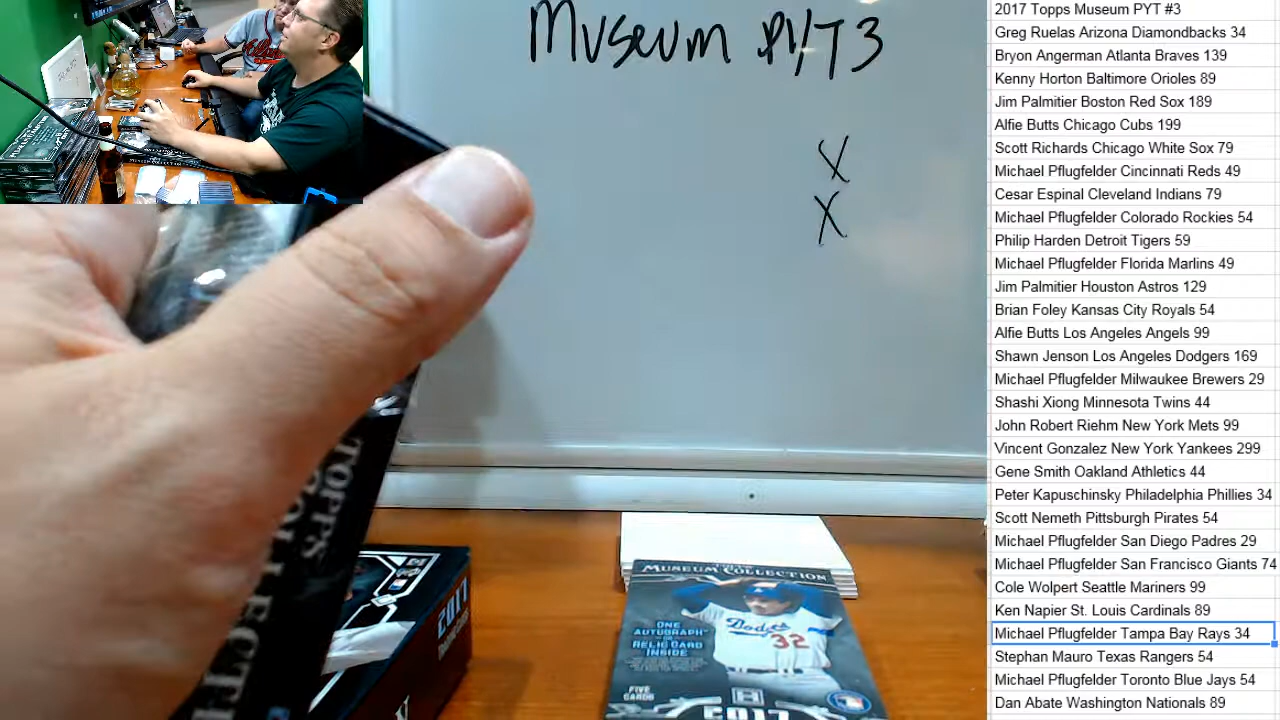 Museum PYT 3
X
X
2017 Topps Museum PYT #3
Greg Ruelas Arizona Diamondbacks 34
Bryon Angerman Atlanta Braves 139
Kenny Horton Baltimore Orioles 89
Jim Palmitier Boston Red Sox 189
Alfie Butts Chicago Cubs 199
Scott Richards Chicago White Sox 79
Michael Pflugfelder Cincinnati Reds 49
Cesar Espinal Cleveland Indians 79
Michael Pflugfelder Colorado Rockies 54
Philip Harden Detroit Tigers 59
Michael Pflugfelder Florida Marlins 49
Jim Palmitier Houston Astros 129
Brian Foley Kansas City Royals 54
Alfie Butts Los Angeles Angels 99
Shawn Jenson Los Angeles Dodgers 169
Michael Pflugfelder Milwaukee Brewers 29
Shashi Xiong Minnesota Twins 44
John Robert Riehm New York Mets 99
Vincent Gonzalez New York Yankees 299
Gene Smith Oakland Athletics 44
Peter Kapuschinsky Philadelphia Phillies 34
Scott Nemeth Pittsburgh Pirates 54
Michael Pflugfelder San Diego Padres 29
Michael Pflugfelder San Francisco Giants 74
Cole Wolpert Seattle Mariners 99
Ken Napier St. Louis Cardinals 89
Michael Pflugfelder Tampa Bay Rays 34
Stephan Mauro Texas Rangers 54
Michael Pflugfelder Toronto Blue Jays 54
Dan Abate Washington Nationals 89
TOPPS
2017
MUSEUM COLLECTION
Dodgers
32
ONE
AUTOGRAPH
OR
RELIC CARD
INSIDE
FIVE
CARDS
2017